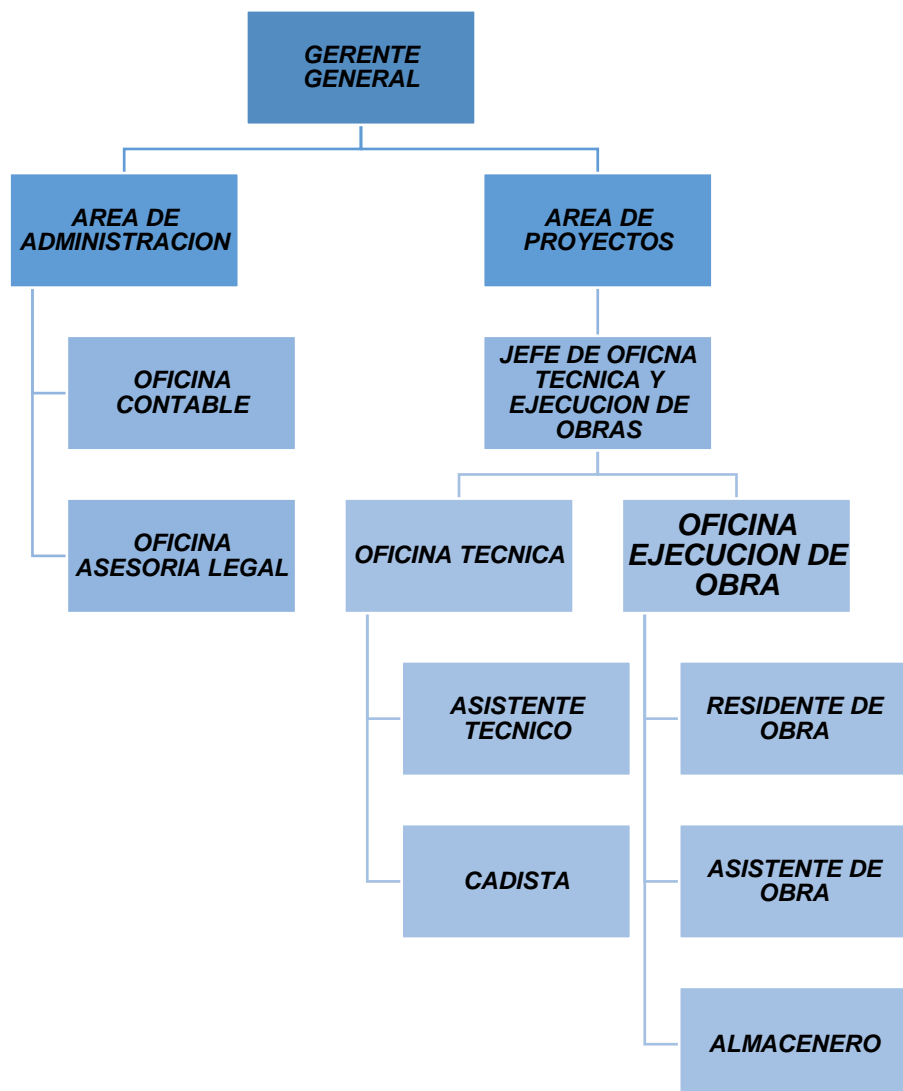 GERENTE
GENERAL
AREA DE
ADMINISTRACION
AREA DE
PROYECTOS
OFICINA
CONTABLE
JEFE DE OFICNA
TECNICA Y
EJECUCION DE
OBRAS
OFICINA
ASESORIA LEGAL
OFICINA TECNICA
OFICINA
EJECUCION DE
OBRA
ASISTENTE
TECNICO
RESIDENTE DE
OBRA
CADISTA
ASISTENTE DE
OBRA
ALMACENERO